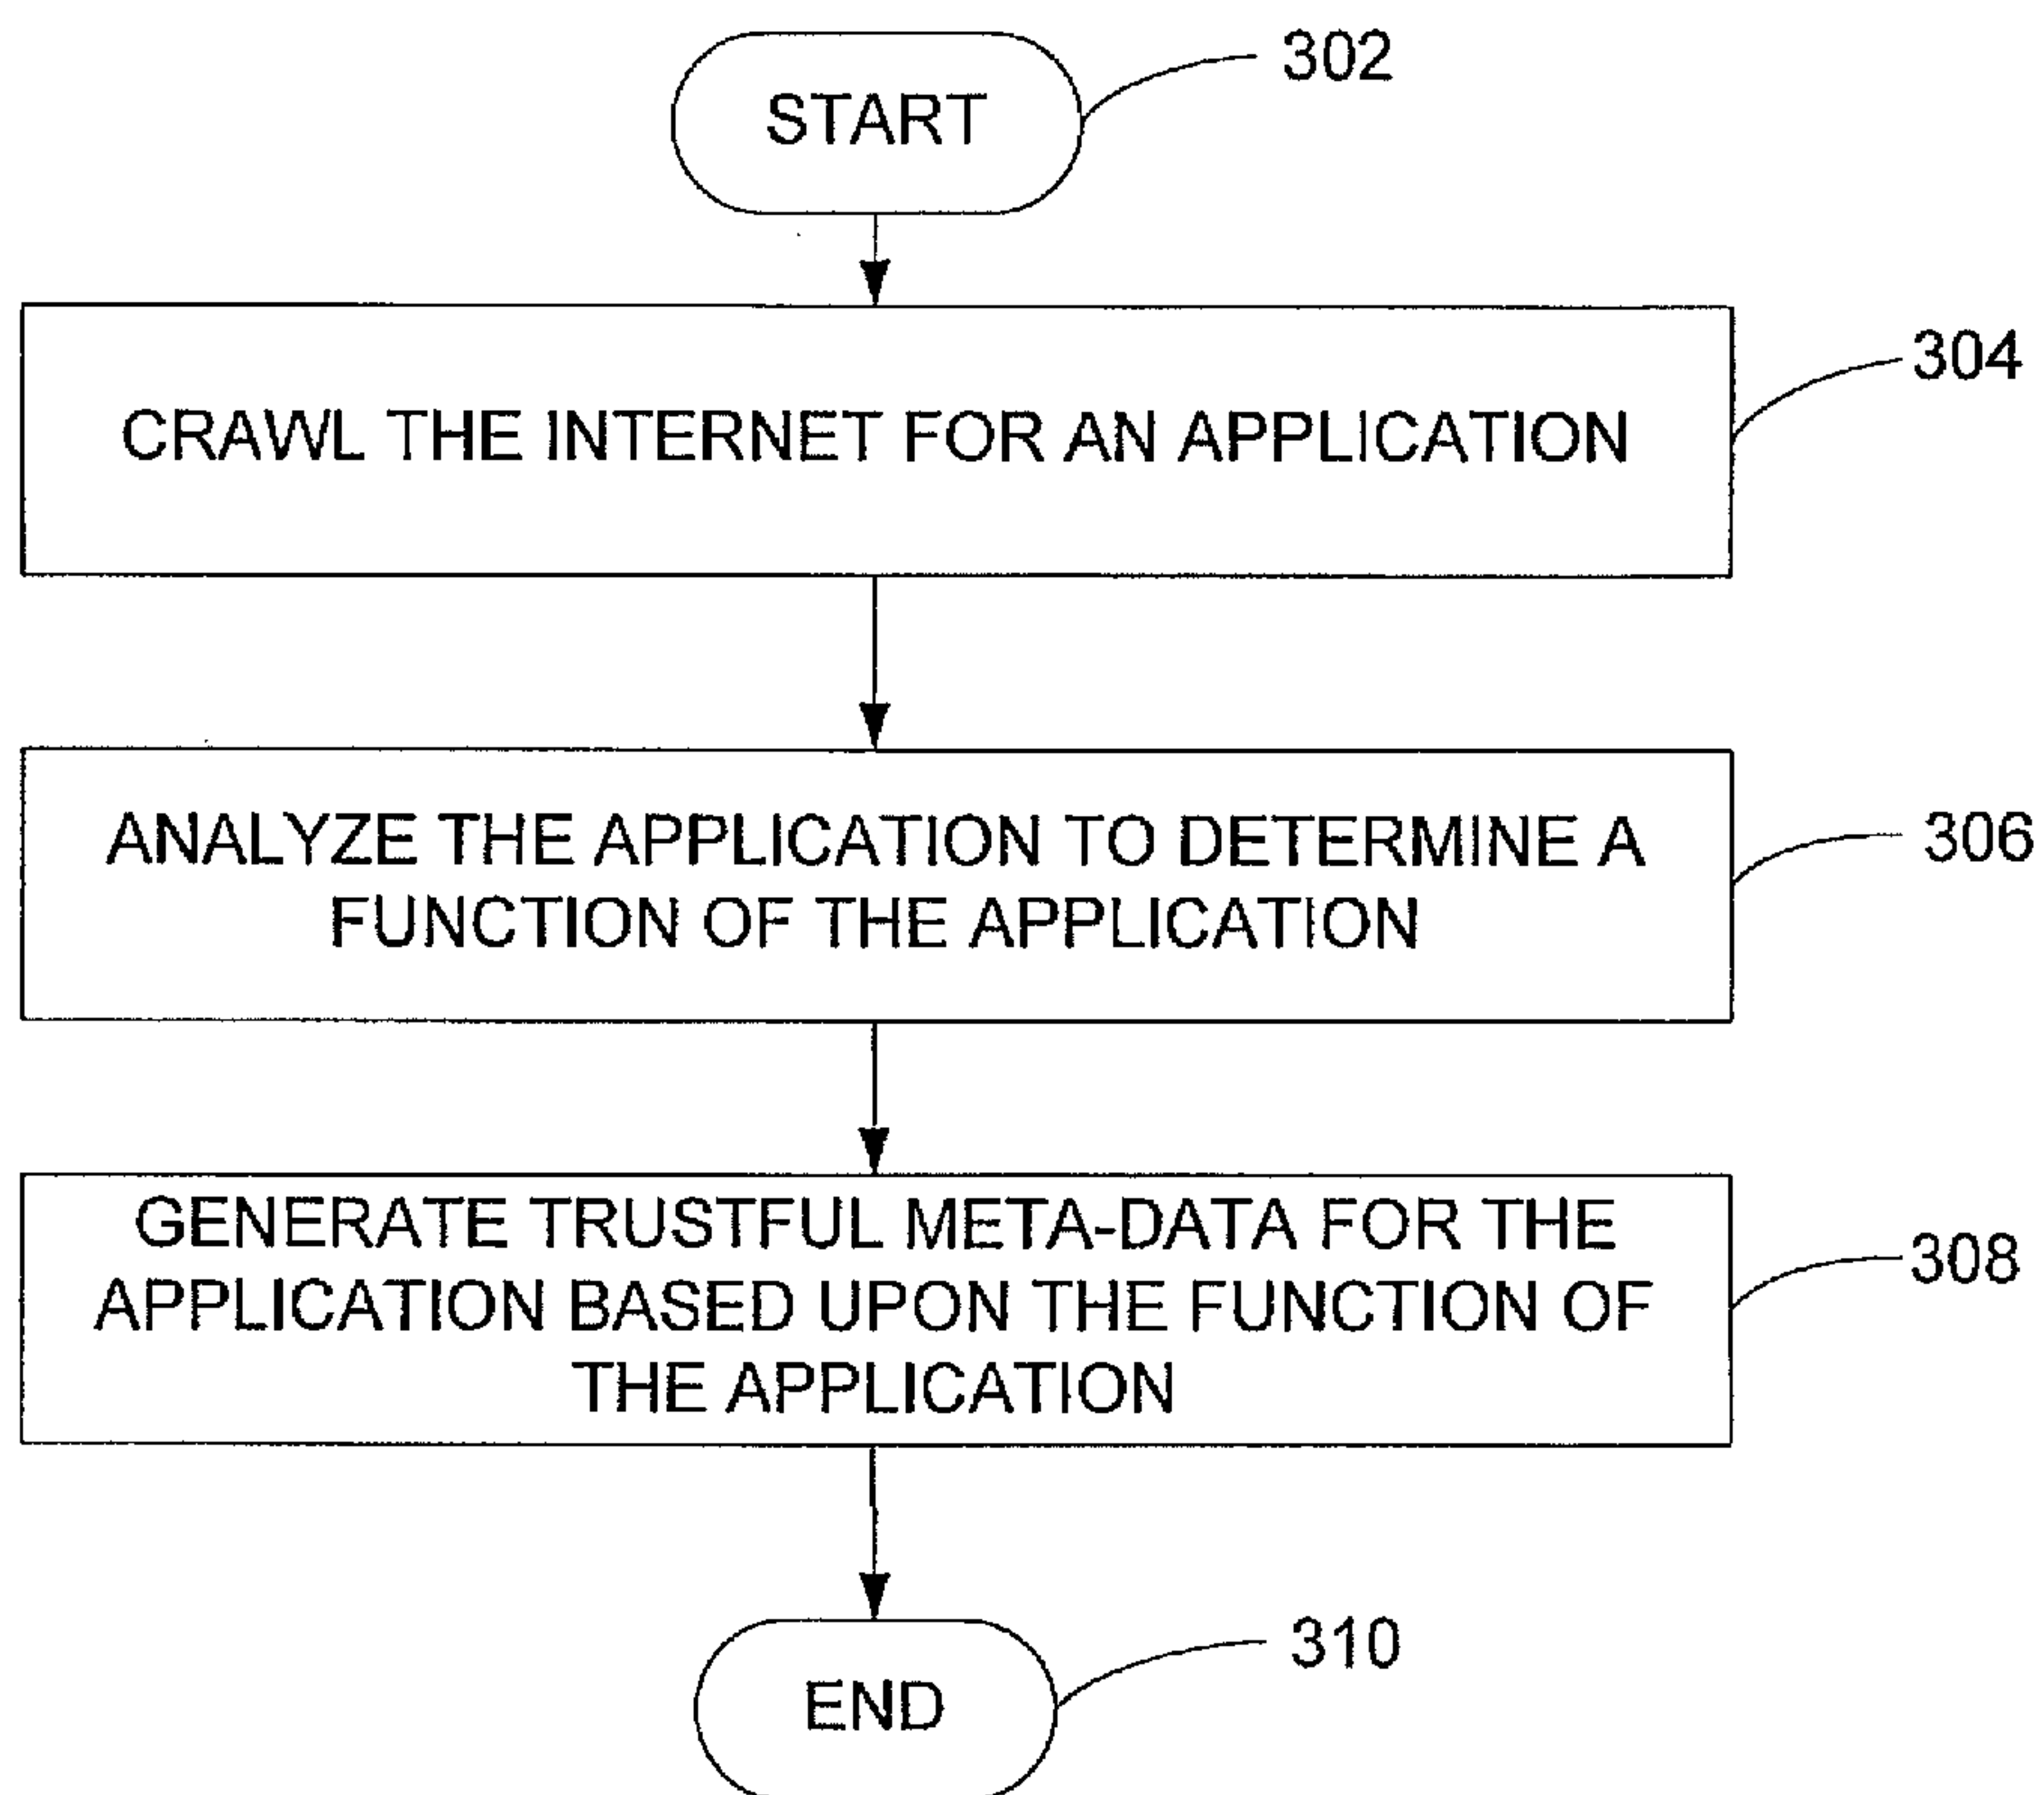 START
302
CRAWL THE INTERNET FOR AN APPLICATION
304
ANALYZE THE APPLICATION TO DETERMINE A
FUNCTION OF THE APPLICATION
306
GENERATE TRUSTFUL META-DATA FOR THE
APPLICATION BASED UPON THE FUNCTION OF
THE APPLICATION
308
END
310